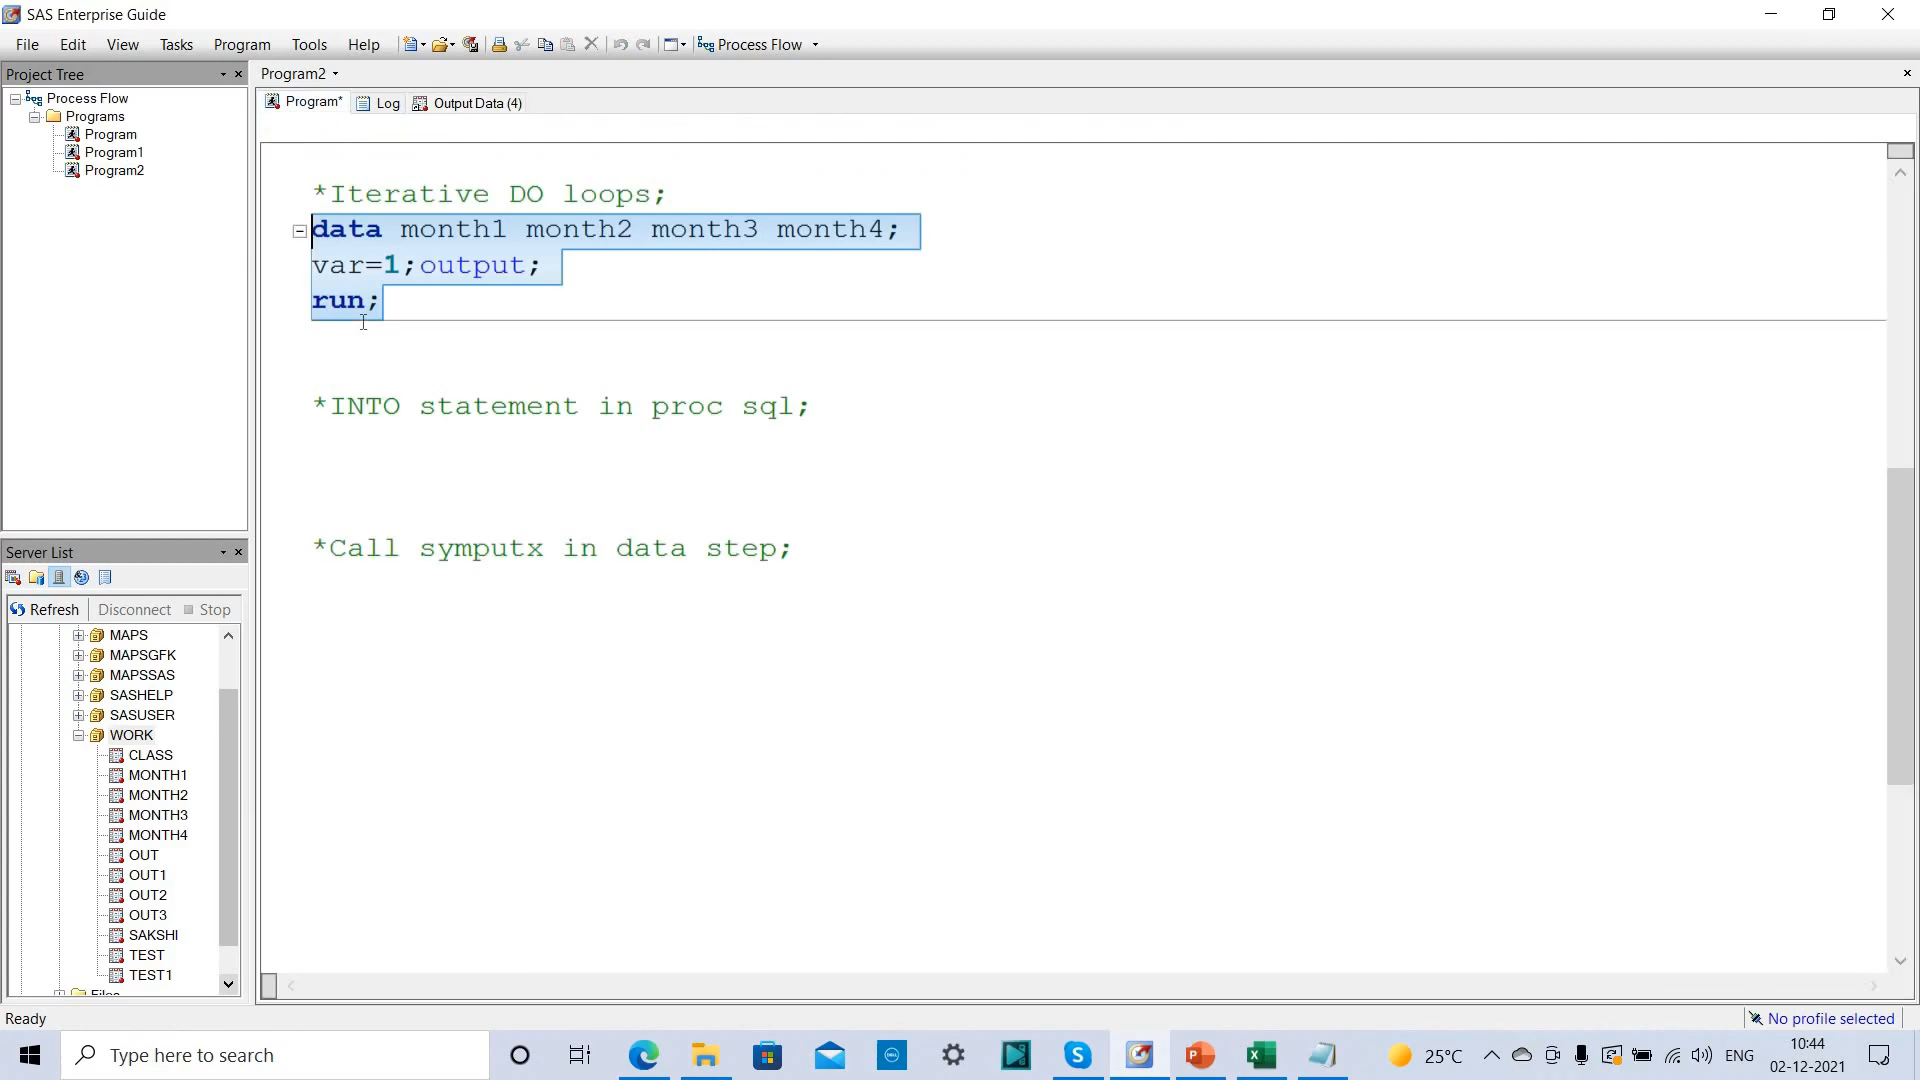 SAS Enterprise Guide
File Edit View Tasks Program Tools Help Process Flow
Project Tree
Program2
Process Flow
Programs
Program
Program1
Program2
Program* Log Output Data (4)
*Iterative DO loops;
data month1 month2 month3 month4;
var=1;output;
run;
*INTO statement in proc sql;
*Call symputx in data step;
Server List
Refresh Disconnect Stop
MAPS
MAPSGFK
MAPSSAS
SASHELP
SASUSER
WORK
CLASS
MONTH1
MONTH2
MONTH3
MONTH4
OUT
OUT1
OUT2
OUT3
SAKSHI
TEST
TEST1
Files
Ready
No profile selected
Type here to search
DELL
25°C
ENG
10:44
02-12-2021